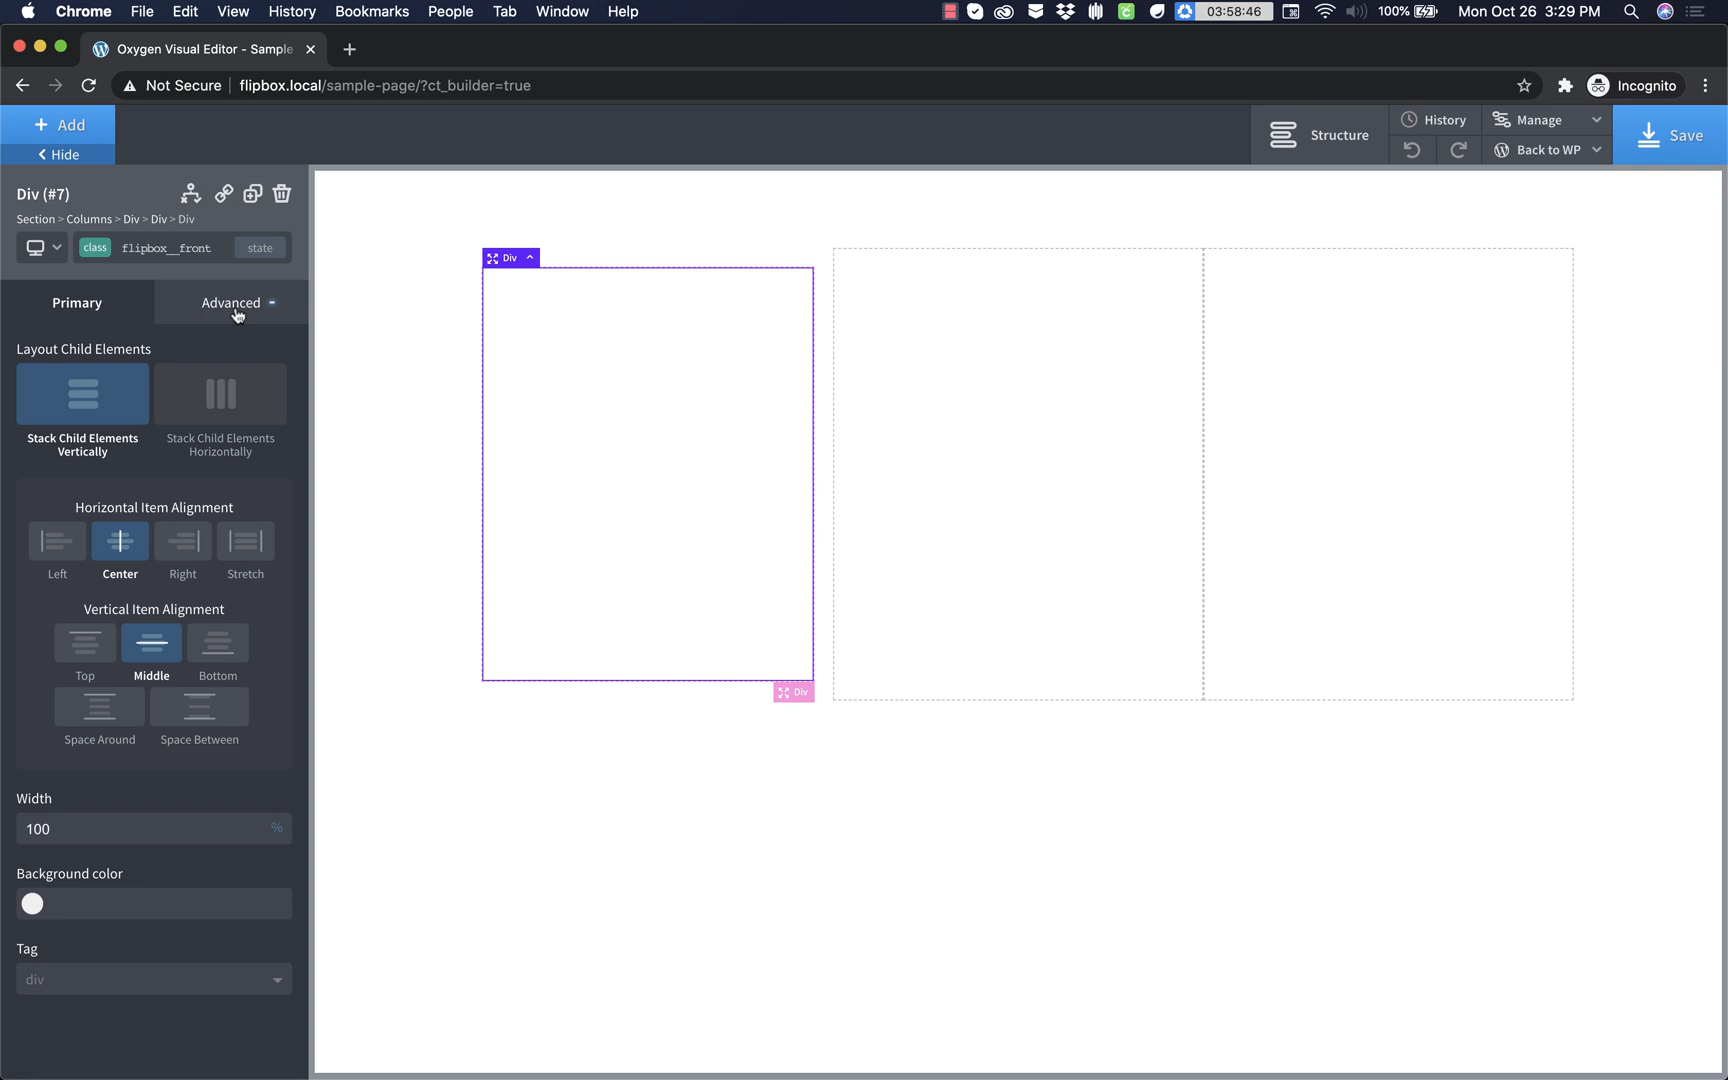 Chrome File Edit View History Bookmarks People Tab Window Help 03:58:46 100% Mon Oct 26 3:29 PM
Oxygen Visual Editor - Sample
Not Secure flipbox.local/sample-page/?ct_builder=true Incognito
+ Add
Hide
Structure
History
Manage
Back to WP
Save
Div (#7)
Section > Columns > Div > Div > Div
class flipbox__front state
Primary Advanced
Layout Child Elements
Stack Child Elements
Vertically
Stack Child Elements
Horizontally
Horizontal Item Alignment
Left Center Right Stretch
Vertical Item Alignment
Top Middle Bottom
Space Around Space Between
Width
100 %
Background color
Tag
div
Div
Div